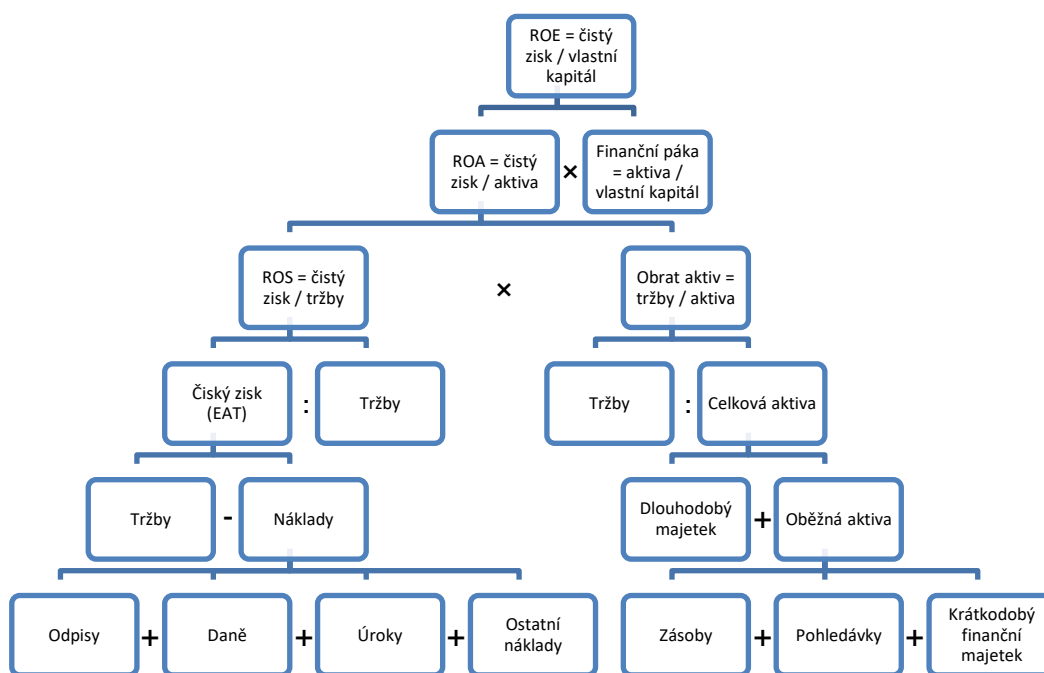 ROE = čistý
zisk / vlastní
kapitál
ROA = čistý
zisk / aktiva
×
Finanční páka
= aktiva /
vlastní kapitál
ROS = čistý
zisk / tržby
×
Obrat aktiv =
tržby / aktiva
Čiský zisk
(EAT)
:
Tržby
Tržby
:
Celková aktiva
Tržby
-
Náklady
Dlouhodobý
majetek
+
Oběžná aktiva
Odpisy
+
Daně
+
Úroky
+
Ostatní
náklady
Zásoby
+
Pohledávky
+
Krátkodobý
finanční
majetek